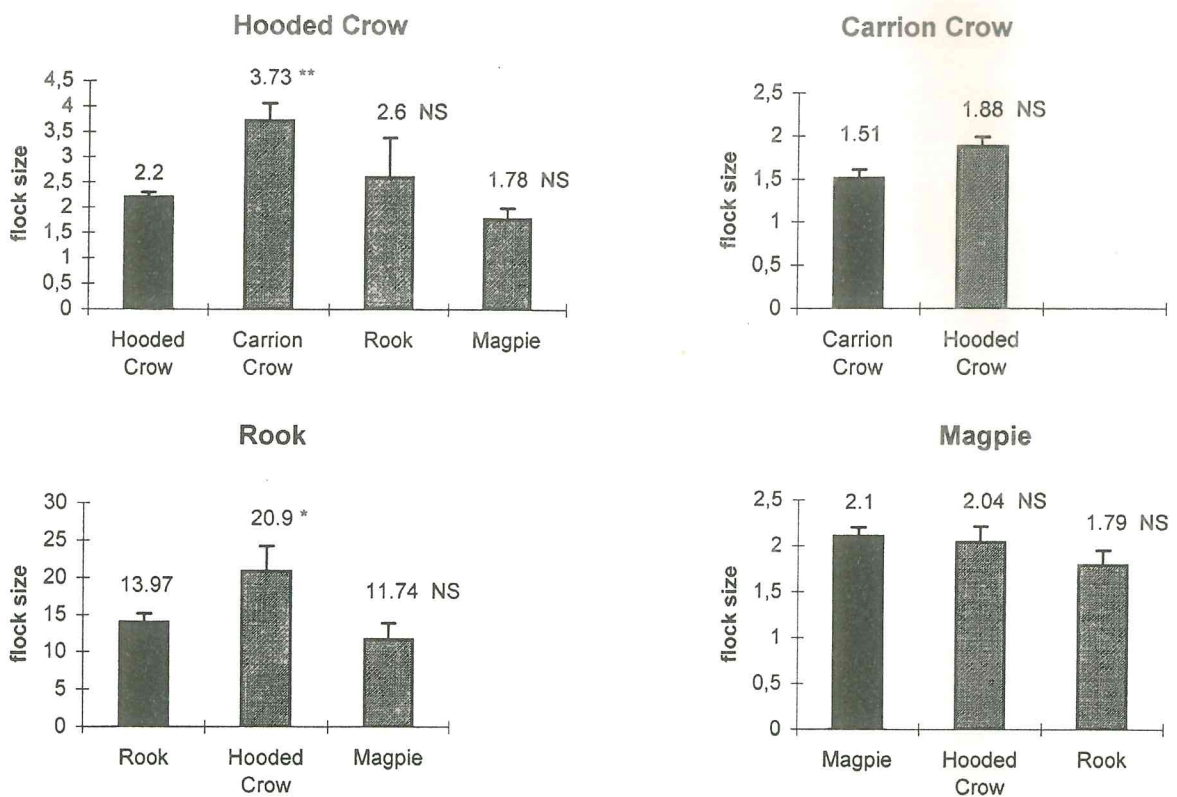 Hooded Crow
flock size
4,5
4
3,5
3
2,5
2
1,5
1
0,5
0
2.2
3.73 **
2.6 NS
1.78 NS
Hooded
Crow
Carrion
Crow
Rook
Magpie
Carrion Crow
flock size
2,5
2
1,5
1
0,5
0
1.51
1.88 NS
Carrion
Crow
Hooded
Crow
Rook
flock size
30
25
20
15
10
5
0
13.97
20.9 *
11.74 NS
Rook
Hooded
Crow
Magpie
Magpie
flock size
2,5
2
1,5
1
0,5
0
2.1
2.04 NS
1.79 NS
Magpie
Hooded
Crow
Rook